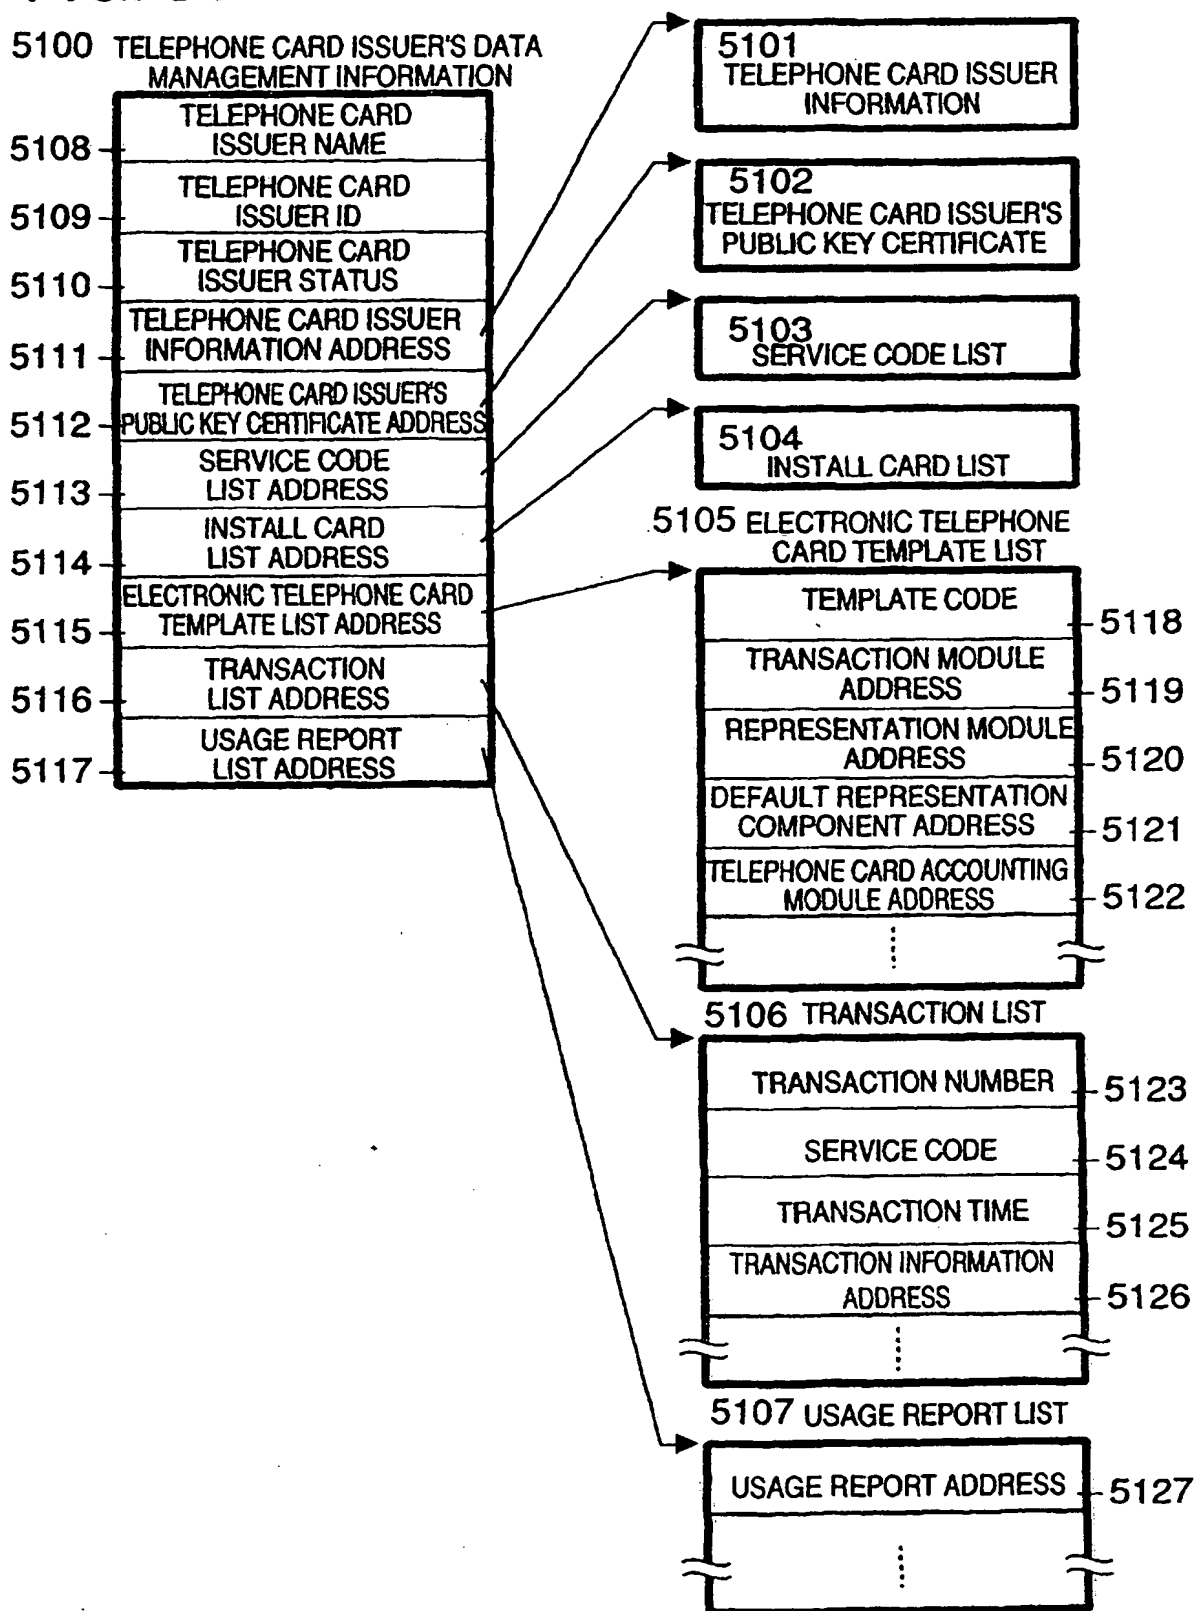 5100 TELEPHONE CARD ISSUER'S DATA
MANAGEMENT INFORMATION
TELEPHONE CARD
ISSUER NAME
5108
TELEPHONE CARD
ISSUER ID
5109
TELEPHONE CARD
ISSUER STATUS
5110
TELEPHONE CARD ISSUER
INFORMATION ADDRESS
5111
TELEPHONE CARD ISSUER'S
PUBLIC KEY CERTIFICATE ADDRESS
5112
SERVICE CODE
LIST ADDRESS
5113
INSTALL CARD
LIST ADDRESS
5114
ELECTRONIC TELEPHONE CARD
TEMPLATE LIST ADDRESS
5115
TRANSACTION
LIST ADDRESS
5116
USAGE REPORT
LIST ADDRESS
5117
5101
TELEPHONE CARD ISSUER
INFORMATION
5102
TELEPHONE CARD ISSUER'S
PUBLIC KEY CERTIFICATE
5103
SERVICE CODE LIST
5104
INSTALL CARD LIST
5105 ELECTRONIC TELEPHONE
CARD TEMPLATE LIST
TEMPLATE CODE
5118
TRANSACTION MODULE
ADDRESS
5119
REPRESENTATION MODULE
ADDRESS
5120
DEFAULT REPRESENTATION
COMPONENT ADDRESS
5121
TELEPHONE CARD ACCOUNTING
MODULE ADDRESS
5122
5106 TRANSACTION LIST
TRANSACTION NUMBER
5123
SERVICE CODE
5124
TRANSACTION TIME
5125
TRANSACTION INFORMATION
ADDRESS
5126
5107 USAGE REPORT LIST
USAGE REPORT ADDRESS
5127